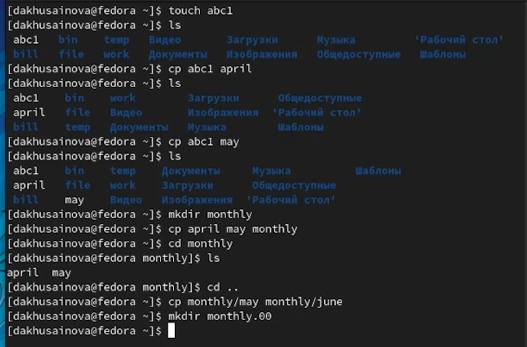 [dakhusainova@fedora ~]$ touch abc1
[dakhusainova@fedora ~]$ ls
abc1 bin temp Видео Загрузки Музыка 'Рабочий стол'
bill file work Документы Изображения Общедоступные Шаблоны
[dakhusainova@fedora ~]$ cp abc1 april
[dakhusainova@fedora ~]$ ls
abc1 bin work Загрузки Общедоступные
april file Видео Изображения 'Рабочий стол'
bill temp Документы Музыка Шаблоны
[dakhusainova@fedora ~]$ cp abc1 may
[dakhusainova@fedora ~]$ ls
abc1 bin temp Документы Музыка Шаблоны
april file work Загрузки Общедоступные
bill may Видео Изображения 'Рабочий стол'
[dakhusainova@fedora ~]$ mkdir monthly
[dakhusainova@fedora ~]$ cp april may monthly
[dakhusainova@fedora ~]$ cd monthly
[dakhusainova@fedora monthly]$ ls
april may
[dakhusainova@fedora monthly]$ cd ..
[dakhusainova@fedora ~]$ cp monthly/may monthly/june
[dakhusainova@fedora ~]$ mkdir monthly.00
[dakhusainova@fedora ~]$